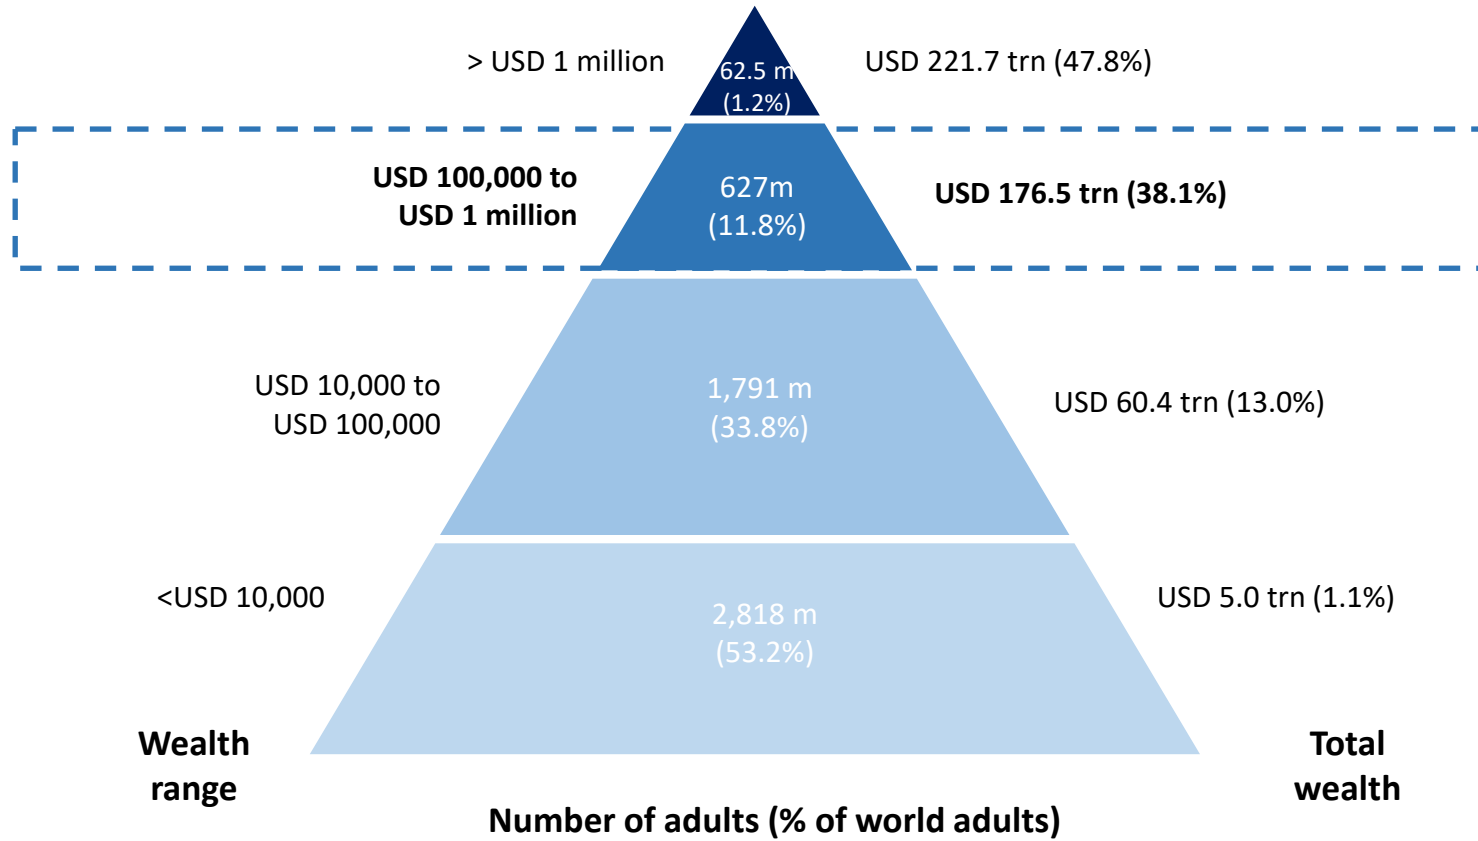 > USD 1 million
62.5 m
(1.2%)
USD 221.7 trn (47.8%)
USD 100,000 to
USD 1 million
627m
(11.8%)
USD 176.5 trn (38.1%)
USD 10,000 to
USD 100,000
1,791 m
(33.8%)
USD 60.4 trn (13.0%)
<USD 10,000
2,818 m
(53.2%)
USD 5.0 trn (1.1%)
Wealth
range
Number of adults (% of world adults)
Total
wealth